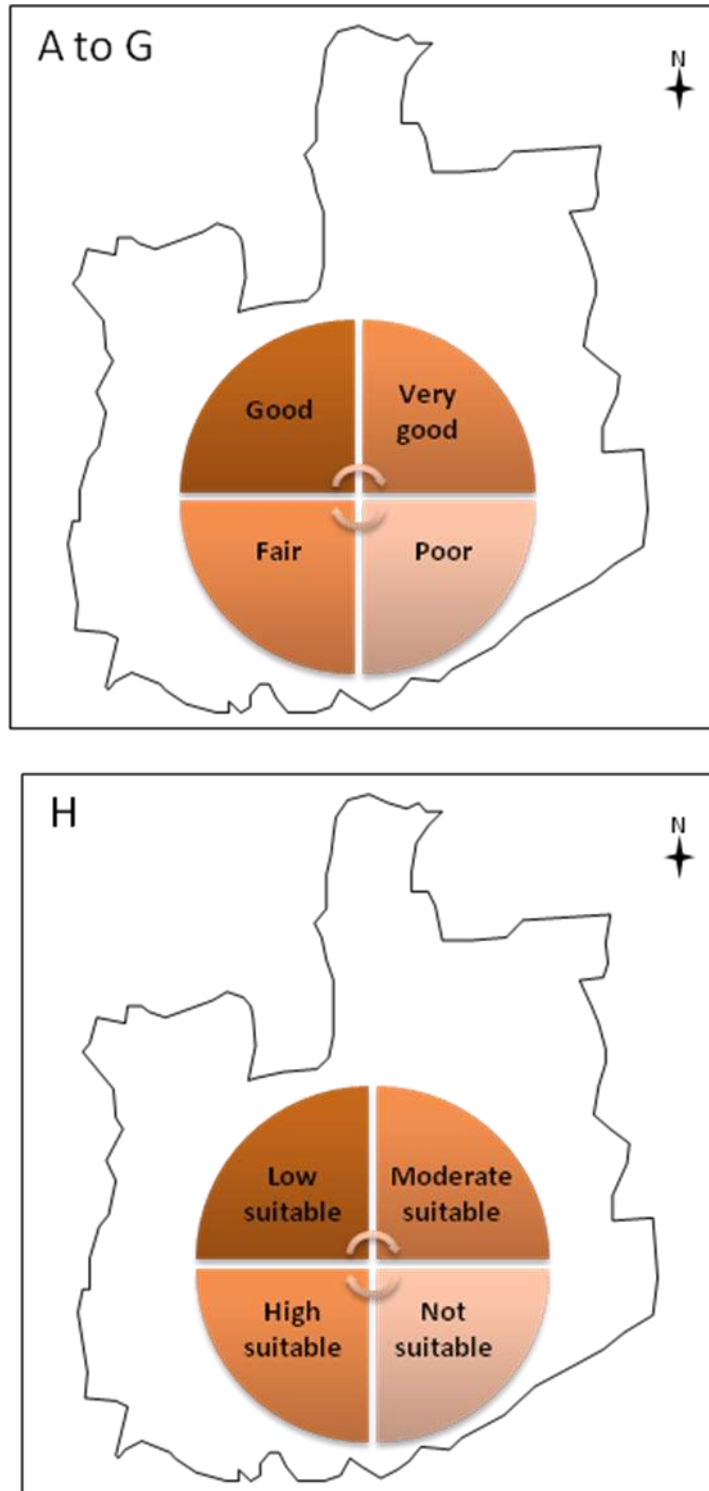 A to G
N
Good
Very
good
Fair
Poor
H
N
Low
suitable
Moderate
suitable
High
suitable
Not
suitable